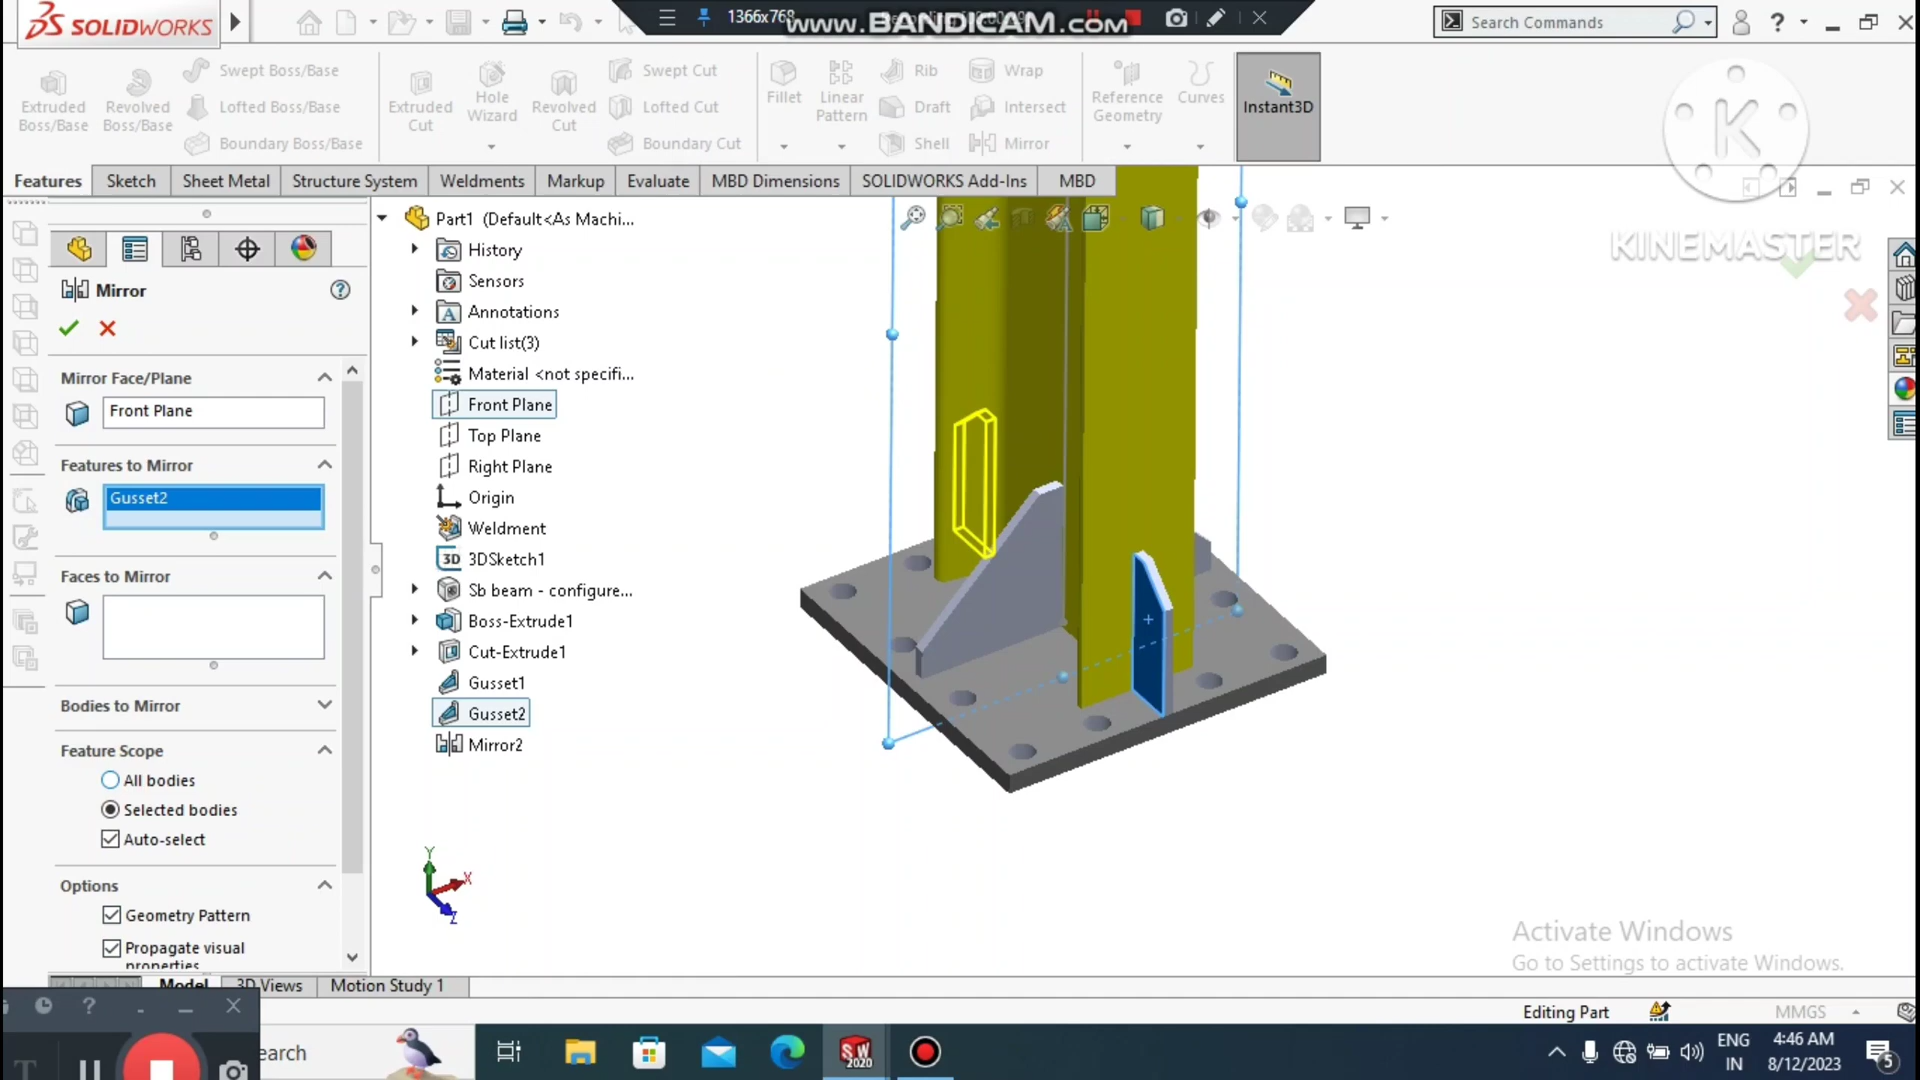 SOLIDWORKS
1366x768
www.BANDICAM.com
Search Commands
?
Extruded
Boss/Base
Revolved
Boss/Base
Swept Boss/Base
Lofted Boss/Base
Boundary Boss/Base
Extruded
Cut
Hole
Wizard
Revolved
Cut
Swept Cut
Lofted Cut
Boundary Cut
Fillet
Linear
Pattern
Rib
Draft
Shell
Wrap
Intersect
Mirror
Reference
Geometry
Curves
Instant3D
K
KINEMASTER
Features
Sketch
Sheet Metal
Structure System
Weldments
Markup
Evaluate
MBD Dimensions
SOLIDWORKS Add-Ins
MBD
Mirror
?
Mirror Face/Plane
Front Plane
Features to Mirror
Gusset2
Faces to Mirror
Bodies to Mirror
Feature Scope
All bodies
Selected bodies
Auto-select
Options
Geometry Pattern
Propagate visual
properties
Part1 (Default<As Machi...
History
Sensors
A Annotations
Cut list(3)
Material <not specifi...
Front Plane
Top Plane
Right Plane
Origin
Weldment
3D 3DSketch1
Sb beam - configure...
Boss-Extrude1
Cut-Extrude1
Gusset1
Gusset2
Mirror2
Y
X
Z
Activate Windows
Go to Settings to activate Windows.
Model
3D Views
Motion Study 1
Editing Part
MMGS
?
T
earch
SW
2020
ENG
IN
4:46 AM
8/12/2023
5